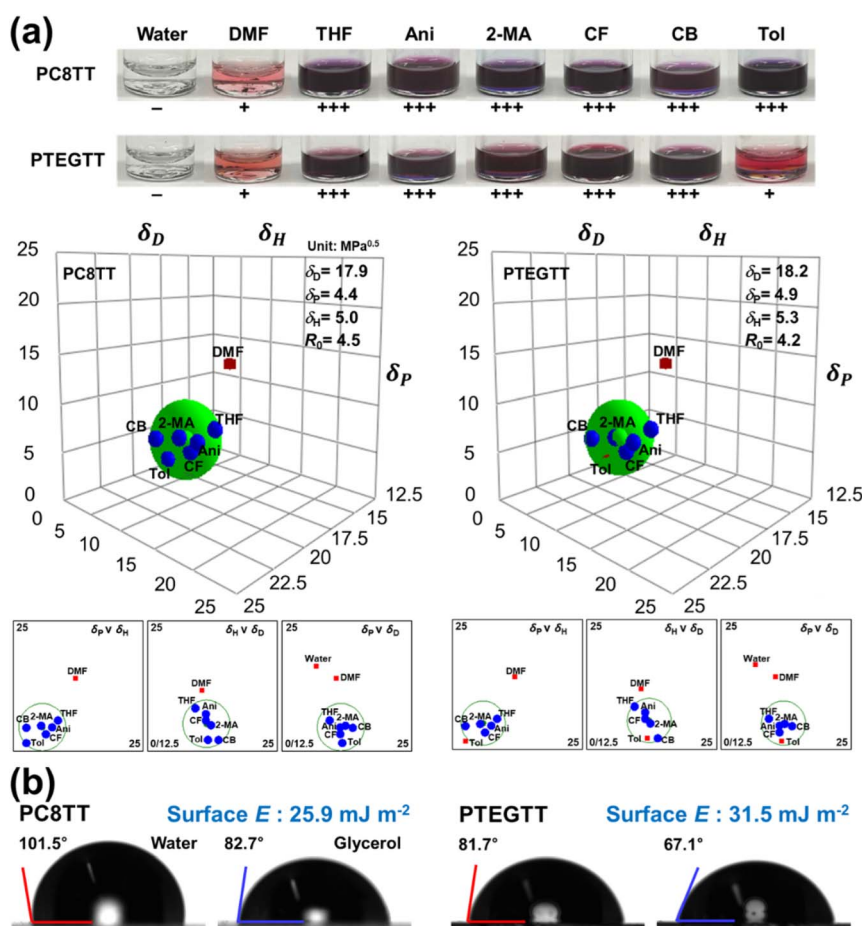 (a)
Water DMF THF Ani 2-MA CF CB Tol
PC8TT
− + +++ +++ +++ +++ +++ +++
PTEGTT
− + +++ +++ +++ +++ +++ +
δD δH Unit: MPa0.5
PC8TT
δD= 17.9
δP= 4.4
δH= 5.0
R0= 4.5
25
20
15
10
5
0
DMF
δP
CB 2-MA THF
Ani
CF
Tol
0 5 10 15 20 25
25 22.5 20 17.5 15 12.5
δD δH
PTEGTT
δD= 18.2
δP= 4.9
δH= 5.3
R0= 4.2
25
20
15
10
5
0
DMF
δP
CB 2-MA THF
Ani
CF
Tol
0 5 10 15 20 25
25 22.5 20 17.5 15 12.5
25 δP v δH
DMF
CB 2-MA THF
Ani
CF
Tol
25
25 δH v δD
DMF
THF Ani
CF 2-MA
Tol CB
0/12.5 25
25 δP v δD
Water
DMF
THF
2-MA
Ani CB
CF
Tol
0/12.5 25
25 δP v δH
DMF
CB 2-MA THF
Ani
CF
Tol
25
25 δH v δD
DMF
THF
Ani
CF 2-MA
Tol CB
0/12.5 25
25 δP v δD
Water
DMF
THF
2-MA
Ani CB
CF
Tol
0/12.5 25
(b)
PC8TT Surface E : 25.9 mJ m-2
101.5° Water 82.7° Glycerol
PTEGTT Surface E : 31.5 mJ m-2
81.7° 67.1°